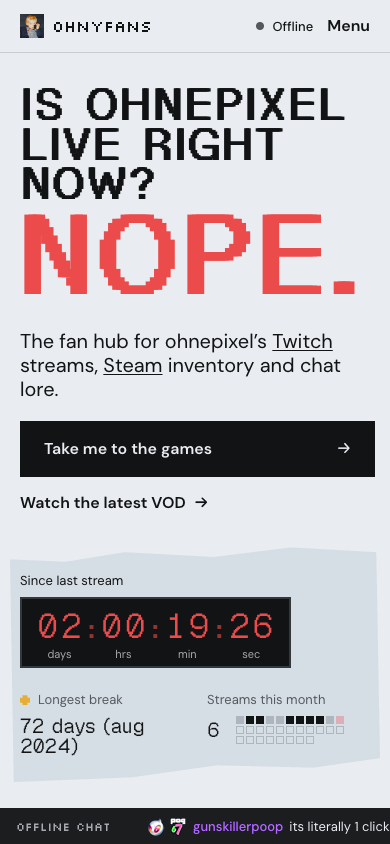 OHNYFANS
Offline Menu
IS OHNEPIXEL
LIVE RIGHT
NOW?
NOPE.
The fan hub for ohnepixel’s Twitch
streams, Steam inventory and chat
lore.
Take me to the games →
Watch the latest VOD →
Since last stream
02:00:19:26
days hrs min sec
Longest break
72 days (aug
2024)
Streams this month
6
OFFLINE CHAT gunskillerpoop its literally 1 click